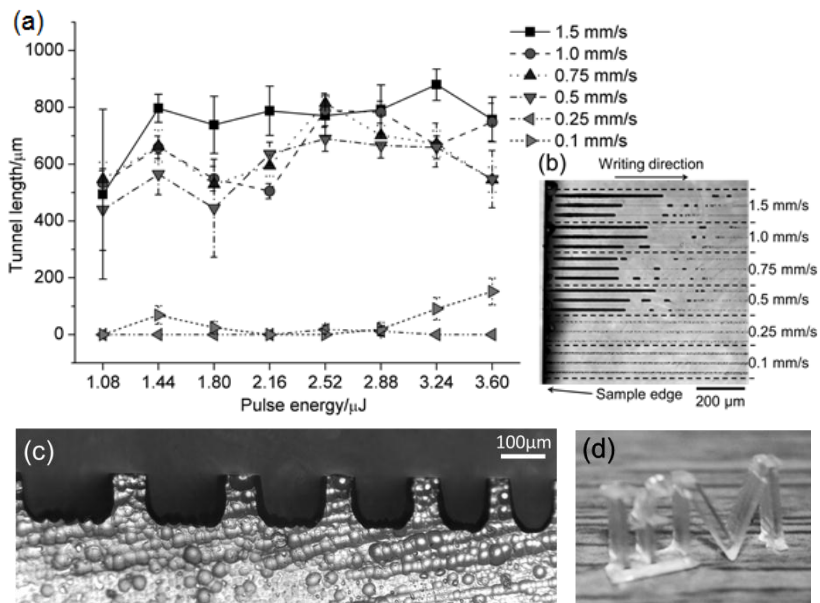 (a)
1000
800
600
400
200
0
Tunnel length/μm
1.08 1.44 1.80 2.16 2.52 2.88 3.24 3.60
Pulse energy/μJ
1.5 mm/s
1.0 mm/s
0.75 mm/s
0.5 mm/s
0.25 mm/s
0.1 mm/s
(b)
Writing direction
1.5 mm/s
1.0 mm/s
0.75 mm/s
0.5 mm/s
0.25 mm/s
0.1 mm/s
Sample edge
200 μm
(c)
100μm
(d)